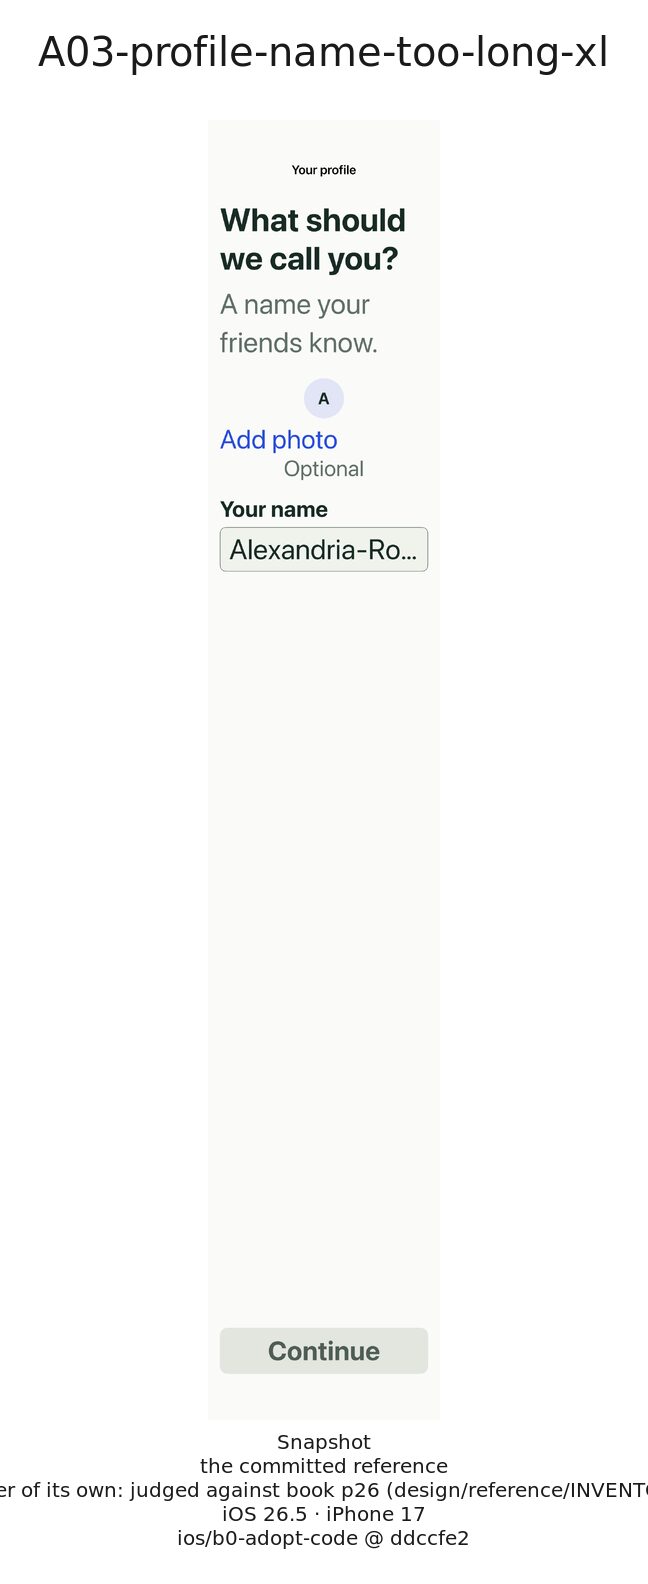 A03-profile-name-too-long-xl
Your profile
What should
we call you?
A name your
friends know.
A
Add photo
Optional
Your name
Alexandria-Ro…
Continue
Snapshot
the committed reference
of its own: judged against book p26 (design/reference/
iOS 26.5 · iPhone 17
ios/b0-adopt-code @ ddccfe2